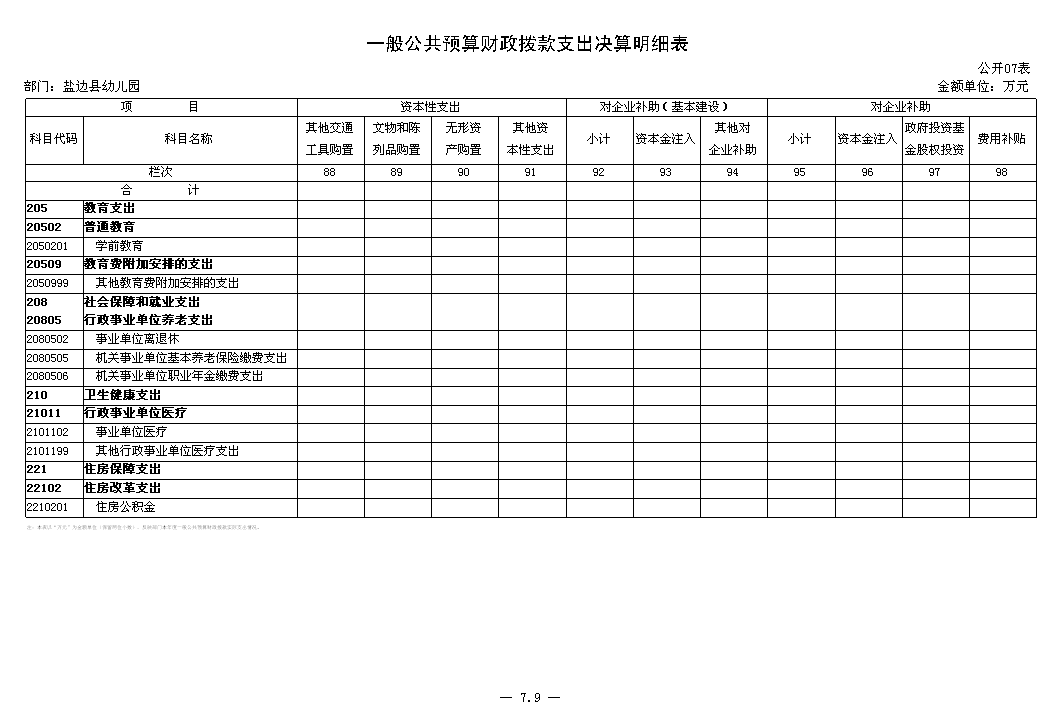 一般公共预算财政拨款支出决算明细表
公开07表
部门：盐边县幼儿园 金额单位：万元
项 目 资本性支出 对企业补助（基本建设） 对企业补助
科目代码 科目名称 其他交通工具购置 文物和陈列品购置 无形资产购置 其他资本性支出 小计 资本金注入 其他对企业补助 小计 资本金注入 政府投资基金股权投资 费用补贴
栏次 88 89 90 91 92 93 94 95 96 97 98
合 计
205 教育支出
20502 普通教育
2050201 学前教育
20509 教育费附加安排的支出
2050999 其他教育费附加安排的支出
208 社会保障和就业支出
20805 行政事业单位养老支出
2080502 事业单位离退休
2080505 机关事业单位基本养老保险缴费支出
2080506 机关事业单位职业年金缴费支出
210 卫生健康支出
21011 行政事业单位医疗
2101102 事业单位医疗
2101199 其他行政事业单位医疗支出
221 住房保障支出
22102 住房改革支出
2210201 住房公积金
— 7.9 —